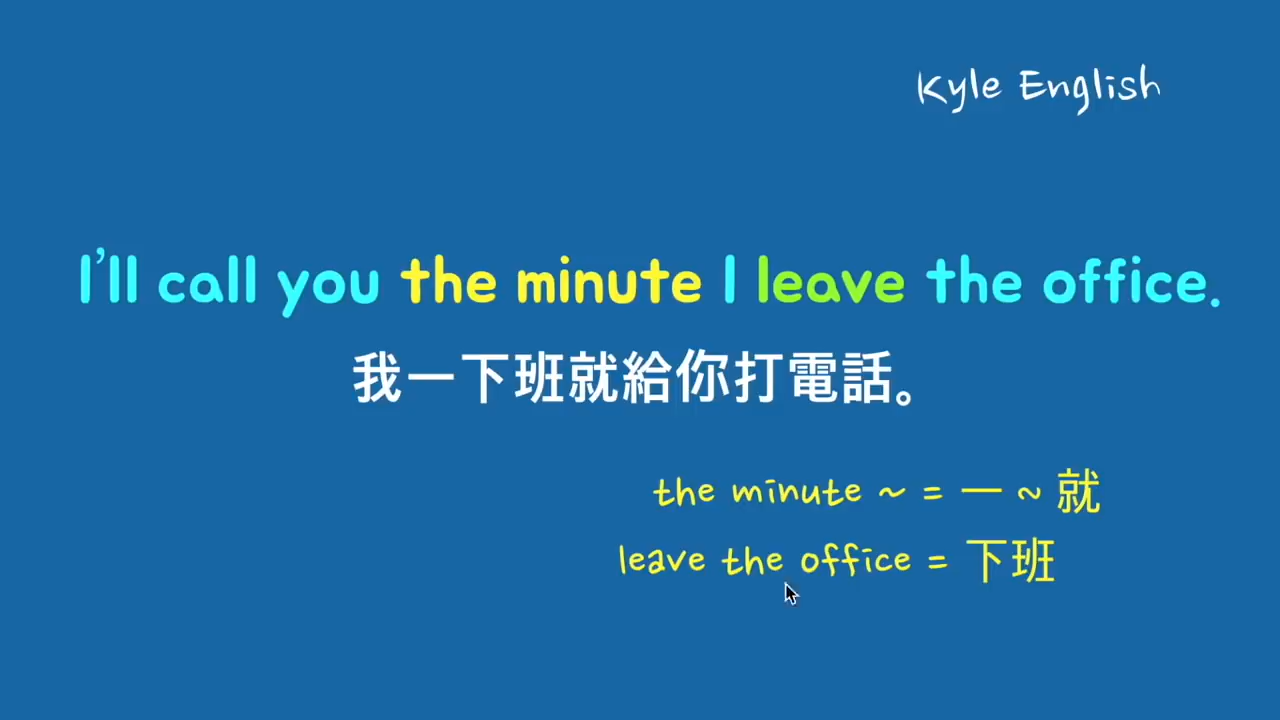 Kyle English
I'll call you the minute I leave the office.
我一下班就給你打電話。
the minute ~ = 一 ~ 就
leave the office = 下班